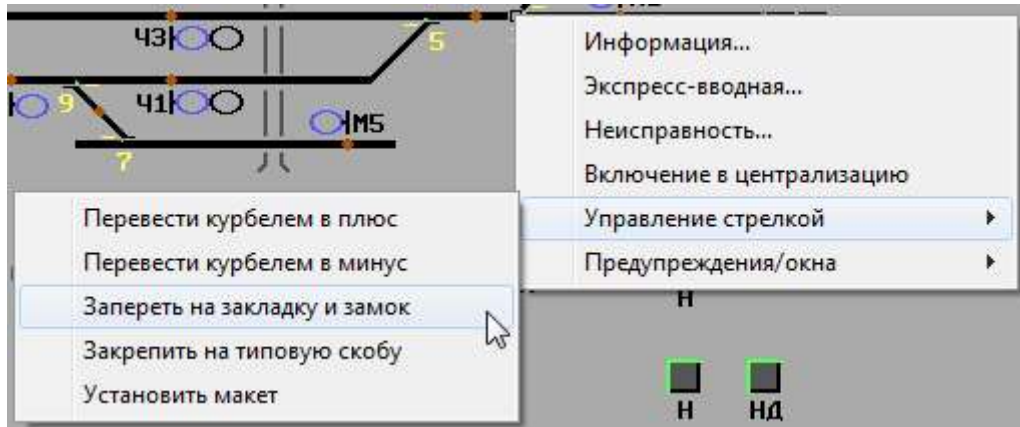 Ч3
5
9
Ч1
М5
7
Информация...
Экспресс-вводная...
Неисправность...
Включение в централизацию
Управление стрелкой
Предупреждения/окна
Перевести курбелем в плюс
Перевести курбелем в минус
Запереть на закладку и замок
Закрепить на типовую скобу
Установить макет
Н
Н
НД